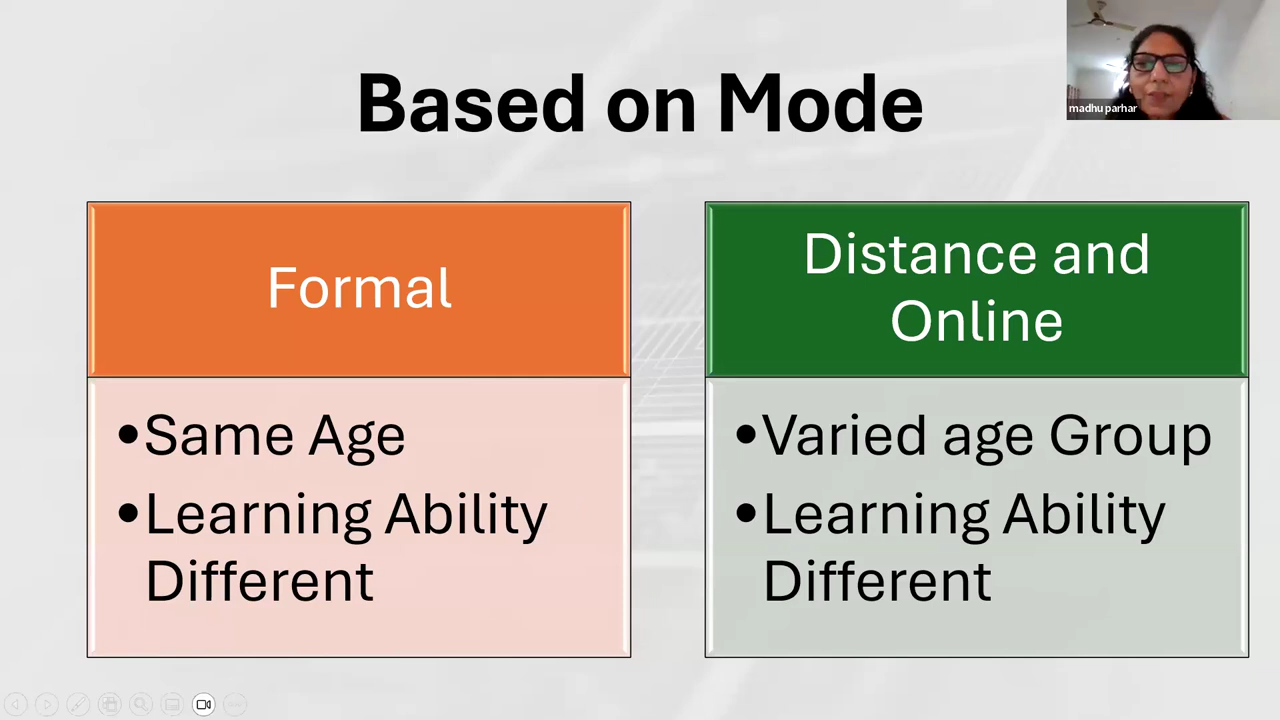 Based on Mode
madhu parhar
Formal
•Same Age
•Learning Ability
Different
Distance and
Online
•Varied age Group
•Learning Ability
Different